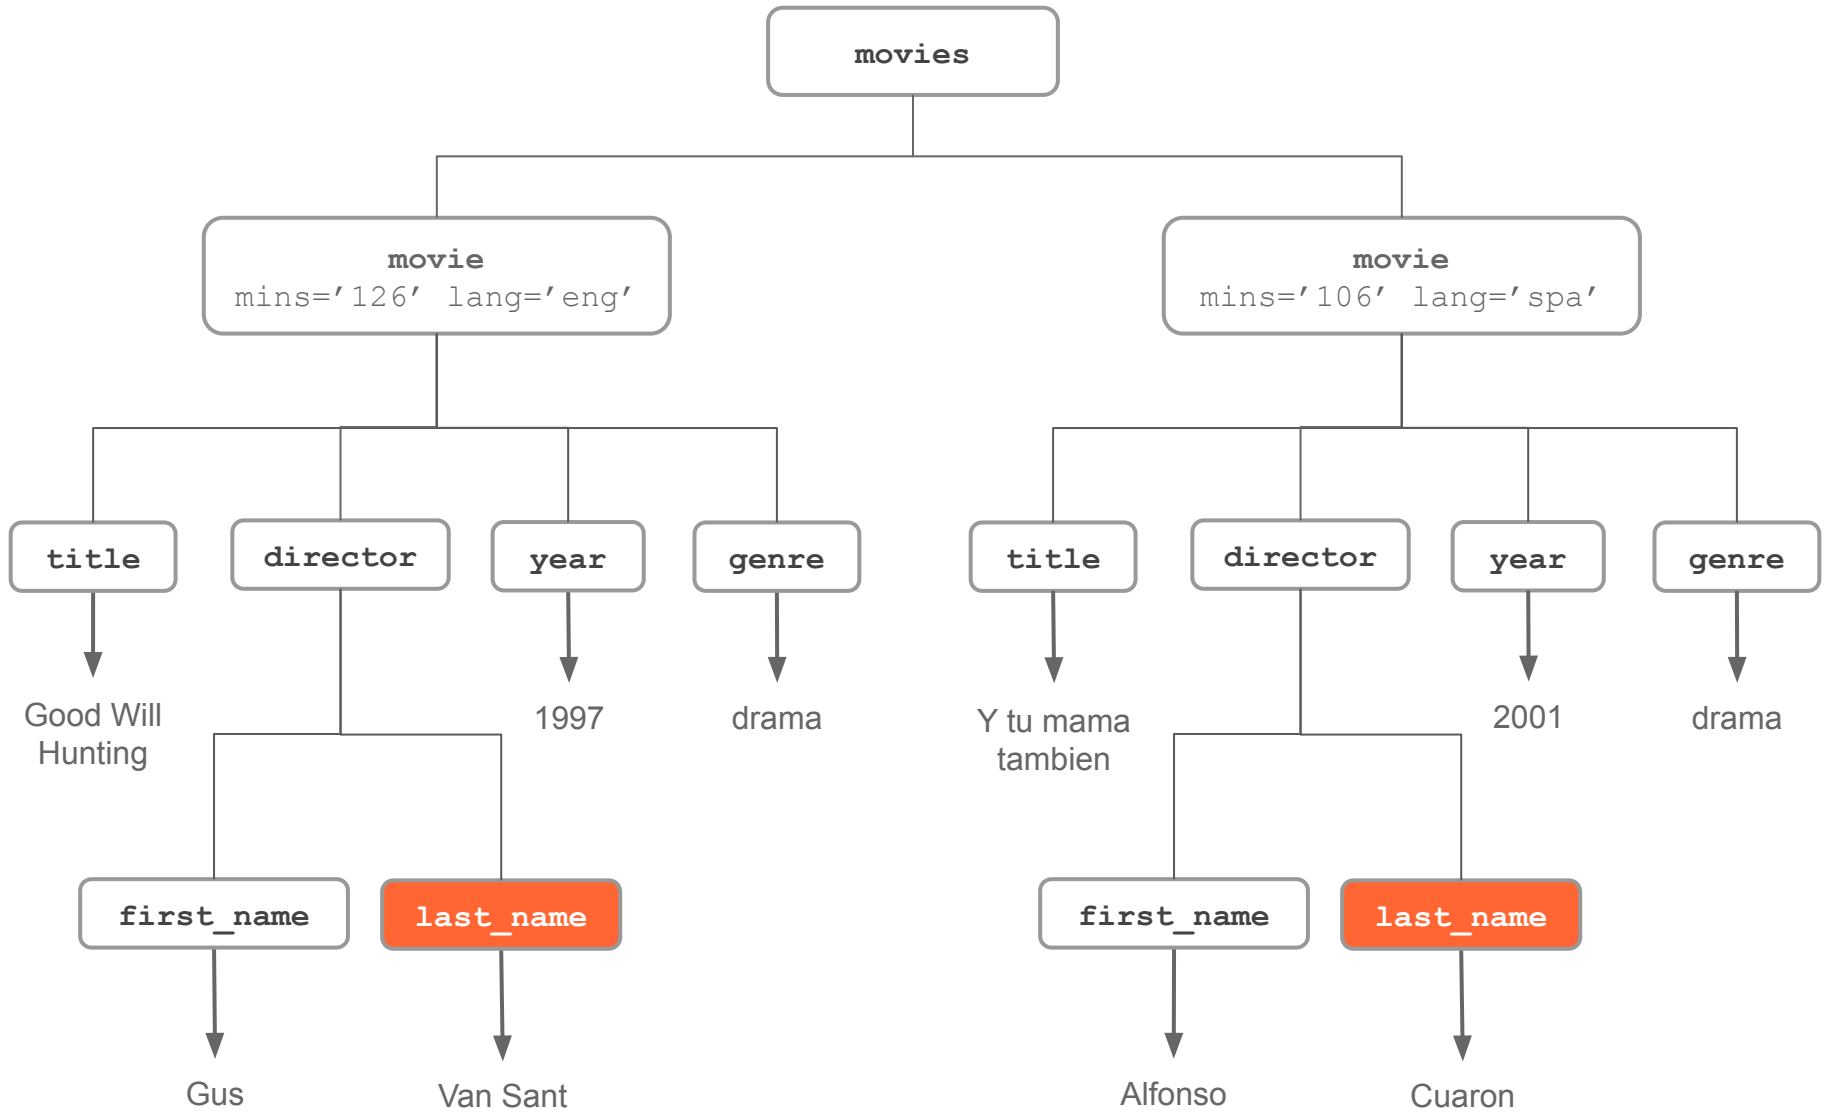 movies
movie
mins=’126’ lang=’eng’
movie
mins=’106’ lang=’spa’
title
director
year
genre
title
director
year
genre
Good Will
Hunting
1997
drama
Y tu mama
tambien
2001
drama
first_name
last_name
first_name
last_name
Gus
Van Sant
Alfonso
Cuaron